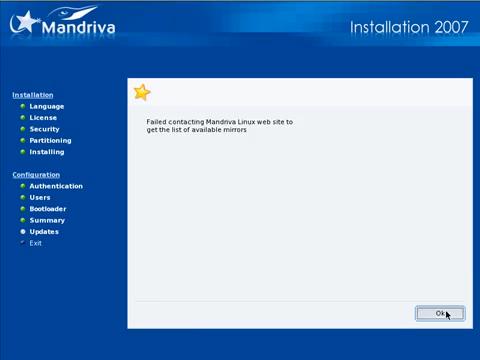 Mandriva
Installation 2007
Installation
Language
License
Security
Partitioning
Installing
Configuration
Authentication
Users
Bootloader
Summary
Updates
Exit
Failed contacting Mandriva Linux web site to
get the list of available mirrors
Ok